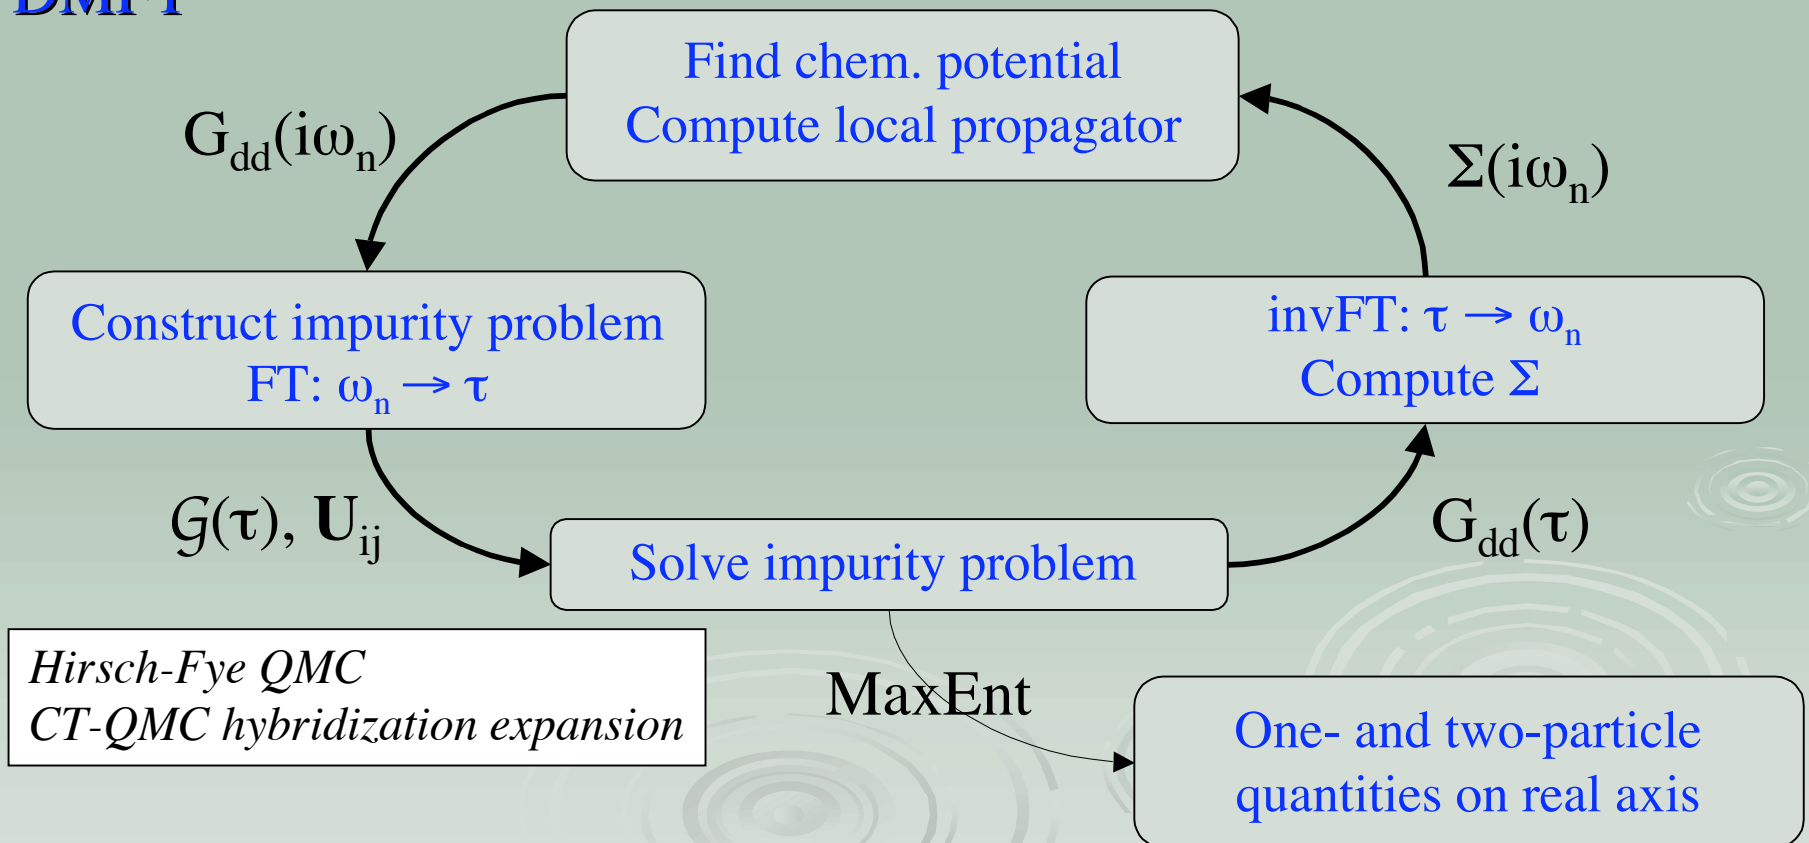 DMFT
Find chem. potential
Compute local propagator
G_dd(iω_n)
Σ(iω_n)
Construct impurity problem
FT: ω_n → τ
invFT: τ → ω_n
Compute Σ
𝒢(τ), U_ij
G_dd(τ)
Solve impurity problem
Hirsch-Fye QMC
CT-QMC hybridization expansion
MaxEnt
One- and two-particle
quantities on real axis